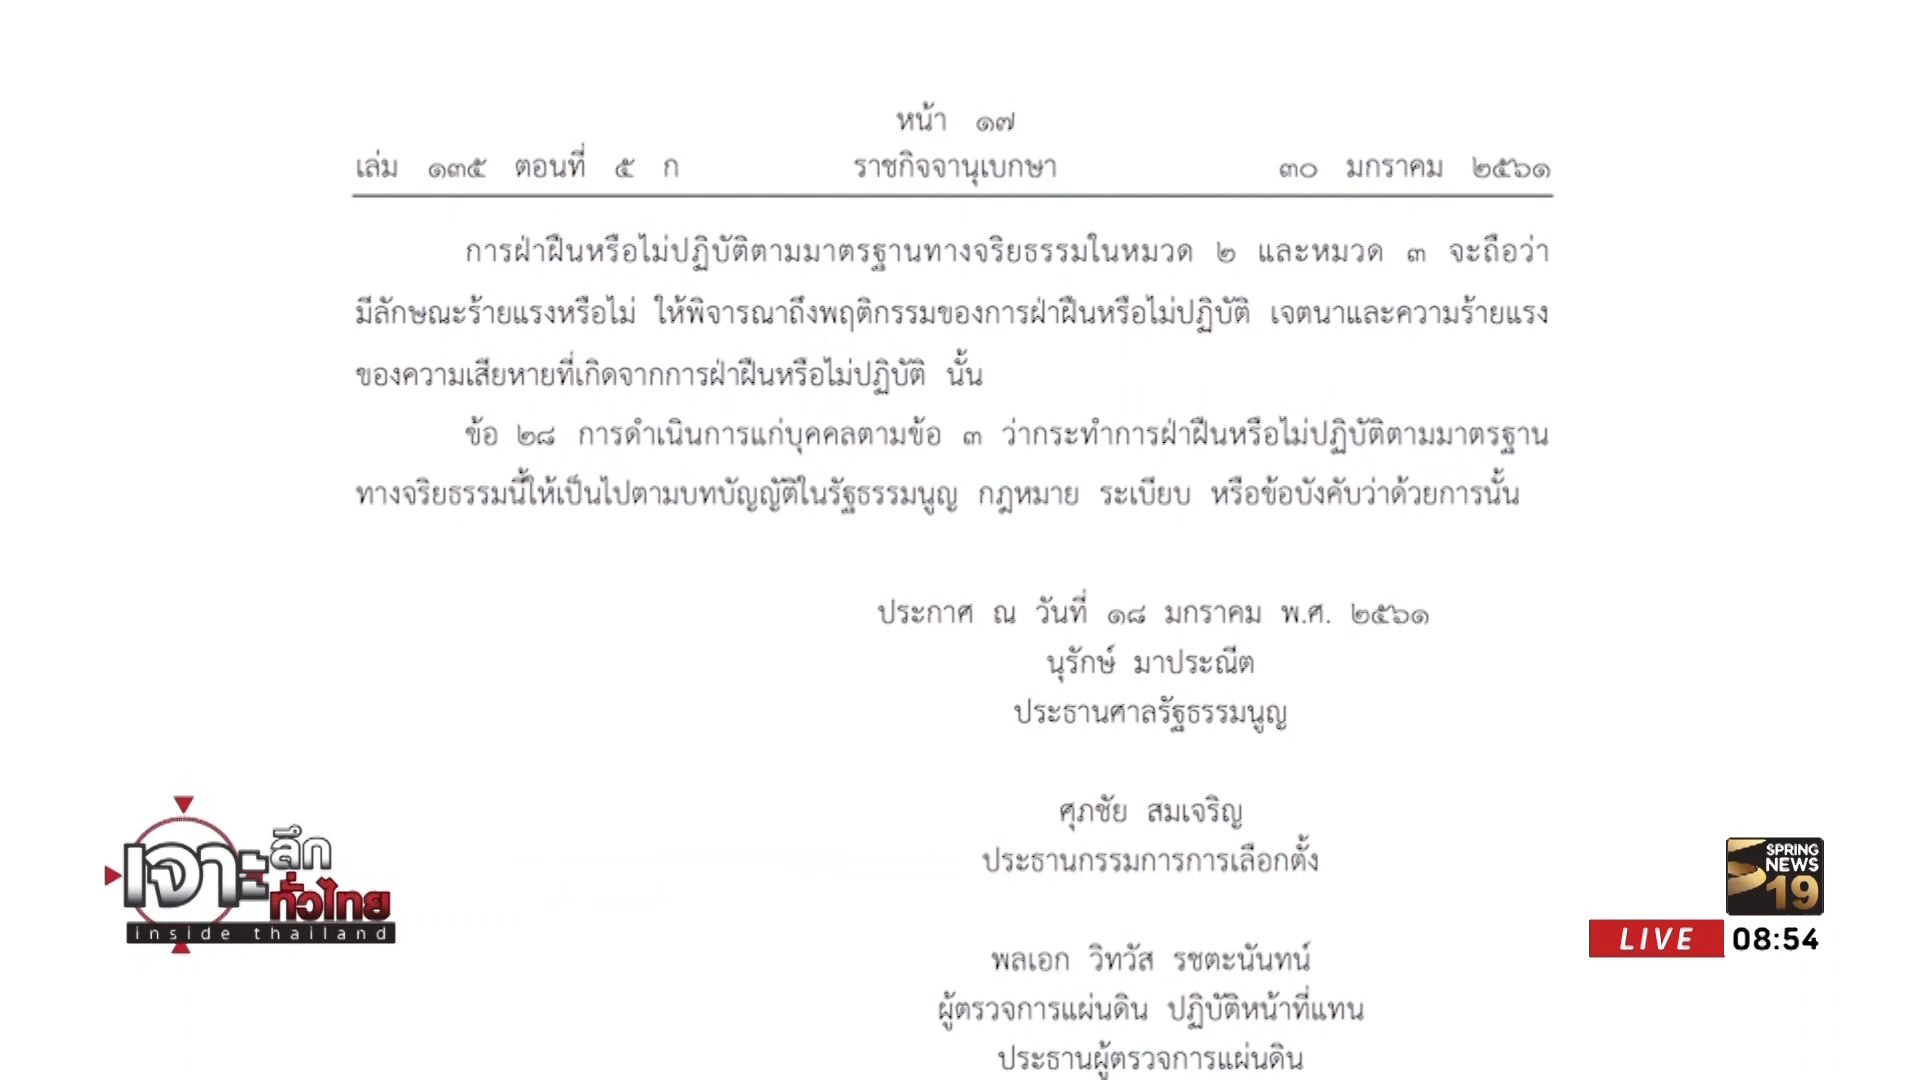 หน้า ๑๗
เล่ม ๑๓๕ ตอนที่ ๕ ก ราชกิจจานุเบกษา ๓๐ มกราคม ๒๕๖๑
การฝ่าฝืนหรือไม่ปฏิบัติตามมาตรฐานทางจริยธรรมในหมวด ๒ และหมวด ๓ จะถือว่า
มีลักษณะร้ายแรงหรือไม่ ให้พิจารณาถึงพฤติกรรมของการฝ่าฝืนหรือไม่ปฏิบัติ เจตนาและความร้ายแรง
ของความเสียหายที่เกิดจากการฝ่าฝืนหรือไม่ปฏิบัติ นั้น
ข้อ ๒๘ การดำเนินการแก่บุคคลตามข้อ ๓ ว่ากระทำการฝ่าฝืนหรือไม่ปฏิบัติตามมาตรฐาน
ทางจริยธรรมนี้ให้เป็นไปตามบทบัญญัติในรัฐธรรมนูญ กฎหมาย ระเบียบ หรือข้อบังคับว่าด้วยการนั้น
ประกาศ ณ วันที่ ๑๘ มกราคม พ.ศ. ๒๕๖๑
นุรักษ์ มาประณีต
ประธานศาลรัฐธรรมนูญ
ศุภชัย สมเจริญ
ประธานกรรมการการเลือกตั้ง
พลเอก วิทวัส รชตะนันทน์
ผู้ตรวจการแผ่นดิน ปฏิบัติหน้าที่แทน
ประธานผู้ตรวจการแผ่นดิน
เจาะลึก
ทั่วไทย
inside thailand
SPRING
NEWS
19
LIVE 08:54